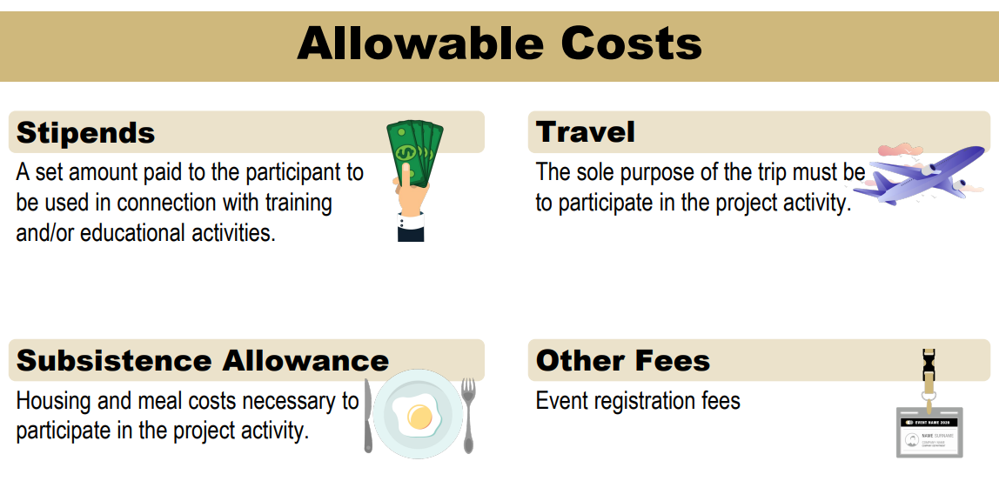 Allowable Costs
Stipends
A set amount paid to the participant to
be used in connection with training
and/or educational activities.
Travel
The sole purpose of the trip must be
to participate in the project activity.
Subsistence Allowance
Housing and meal costs necessary to
participate in the project activity.
Other Fees
Event registration fees
EVENT NAME 2020
NAME SURNAME
COMPANY NAME
COMPANY DEPARTMENT